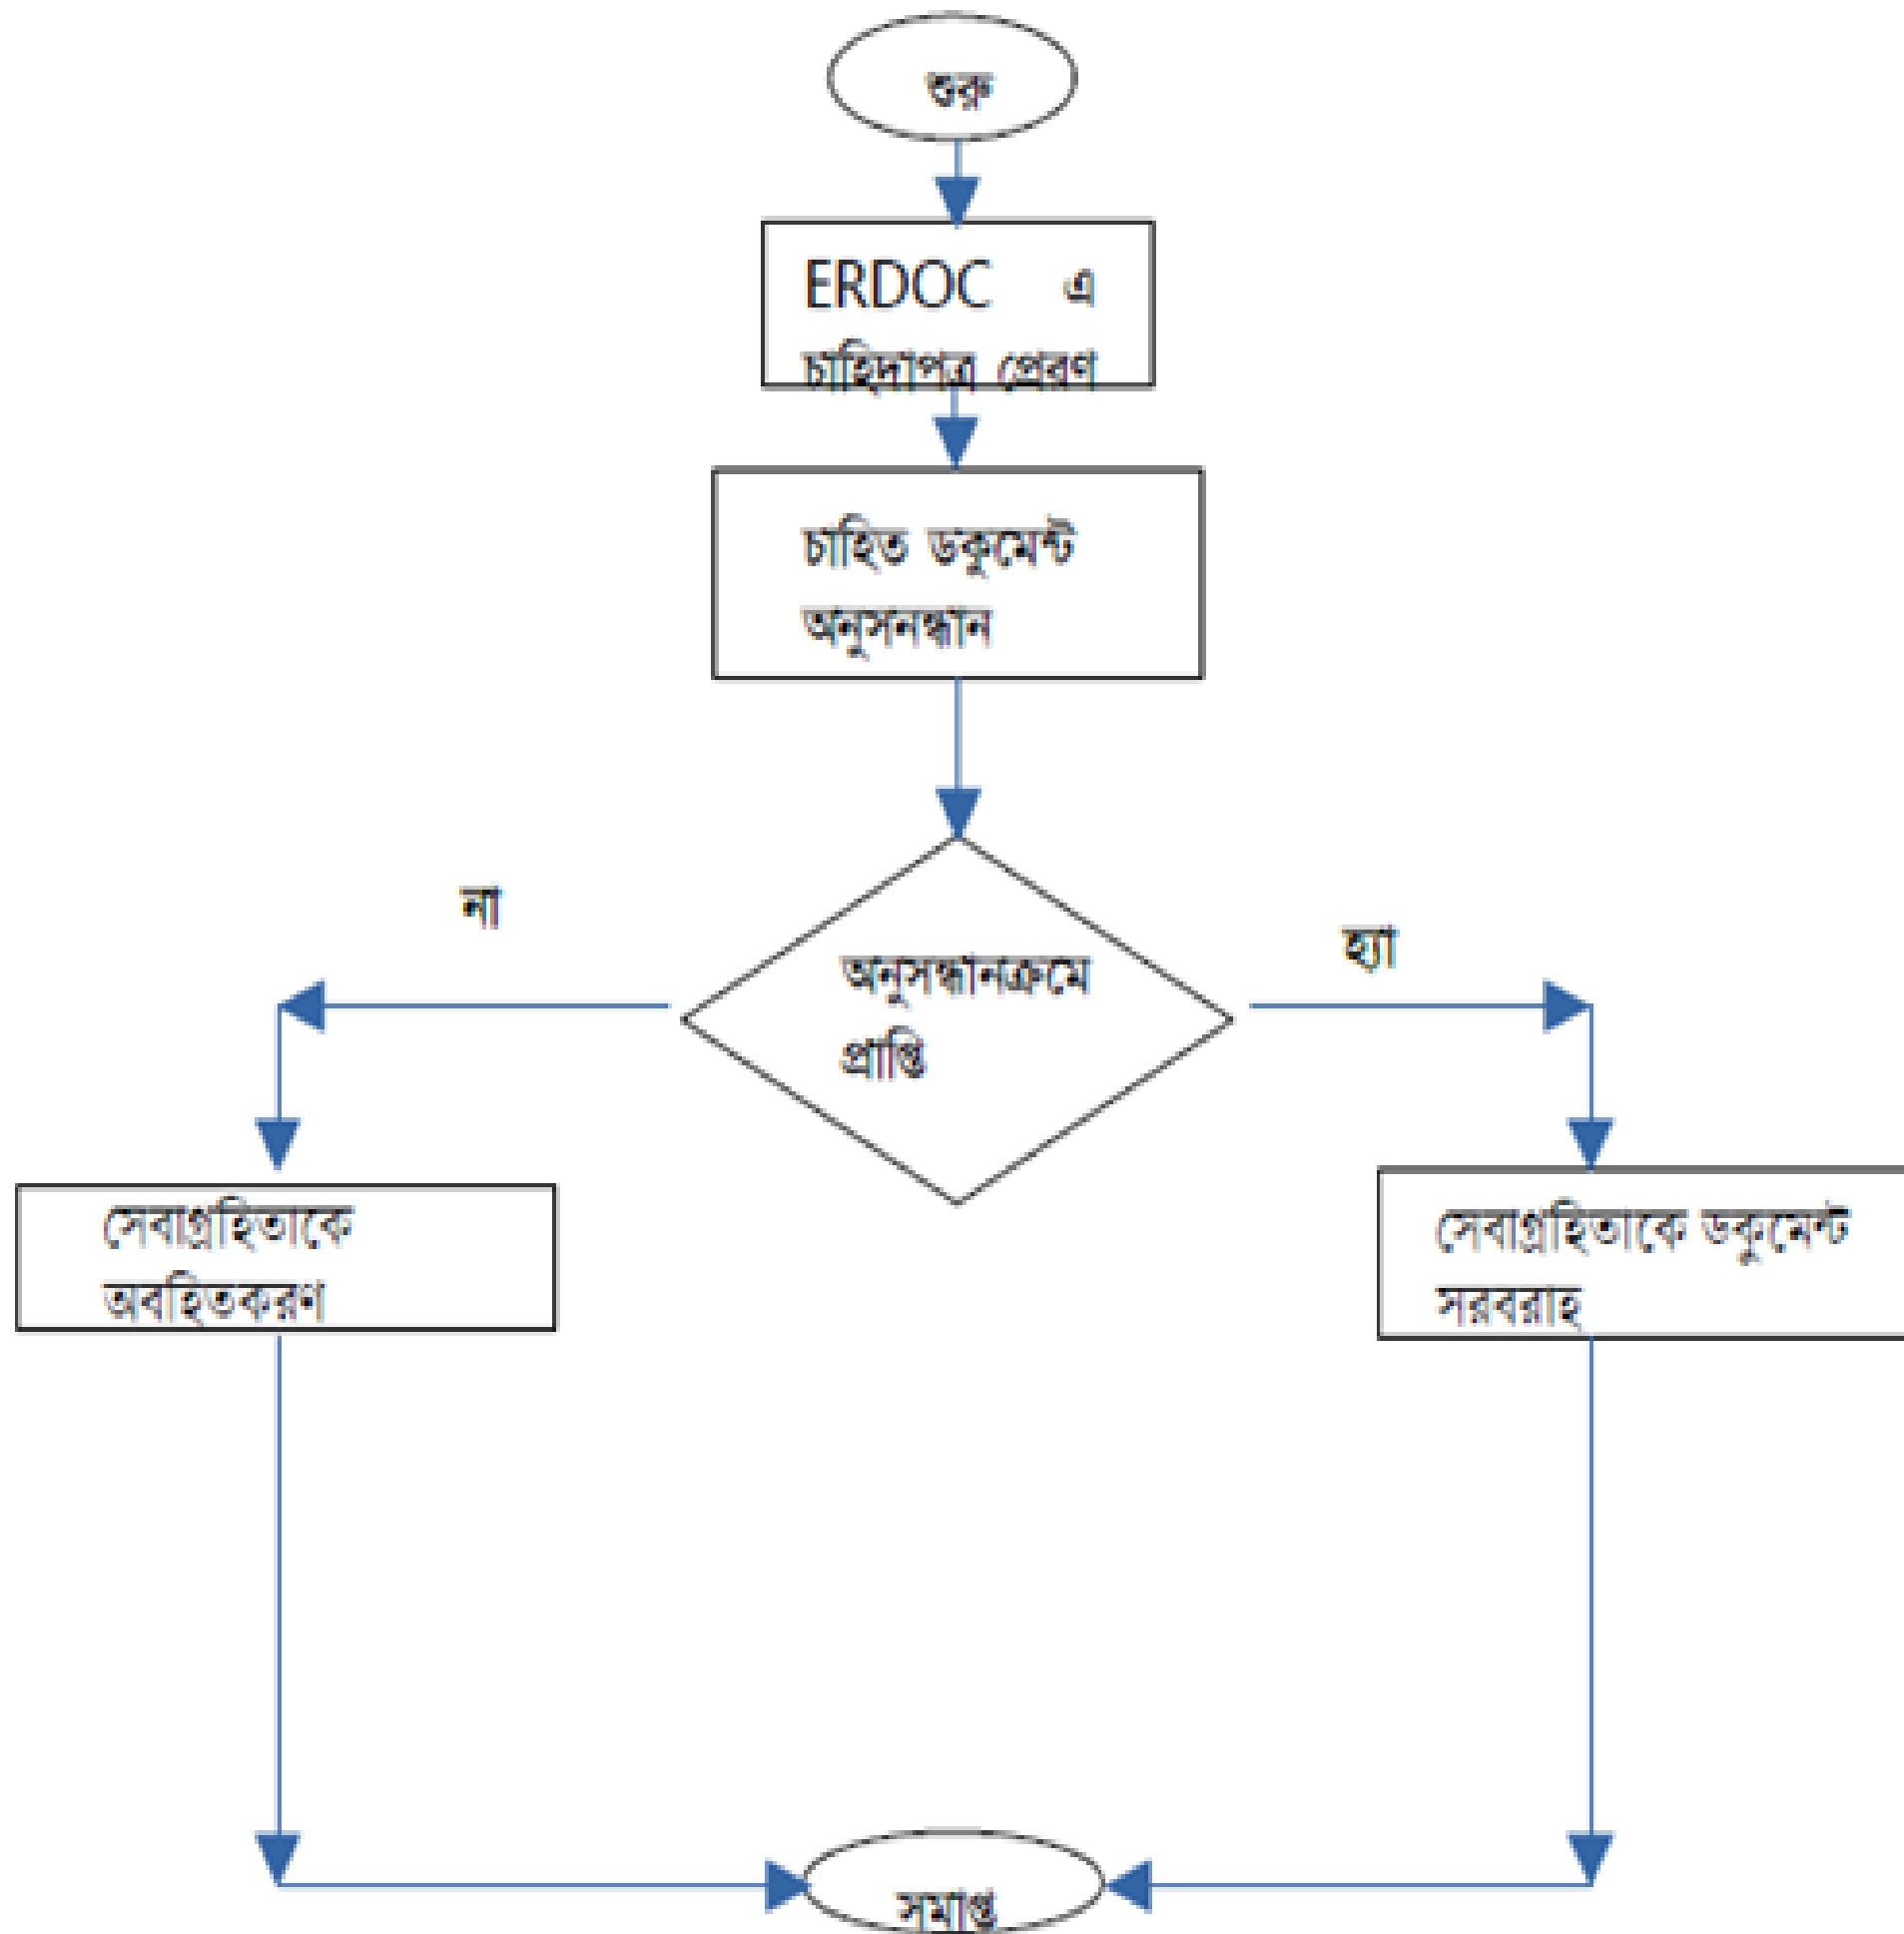 শুরু
ERDOC এ
চাহিদাপত্র প্রেরণ
চাহিত ডকুমেন্ট
অনুসনন্ধান
না
হ্যা
অনুসন্ধানক্রমে
প্রাপ্তি
সেবাগ্রহিতাকে
অবহিতকরণ
সেবাগ্রহিতাকে ডকুমেন্ট
সরবরাহ
সমাপ্ত